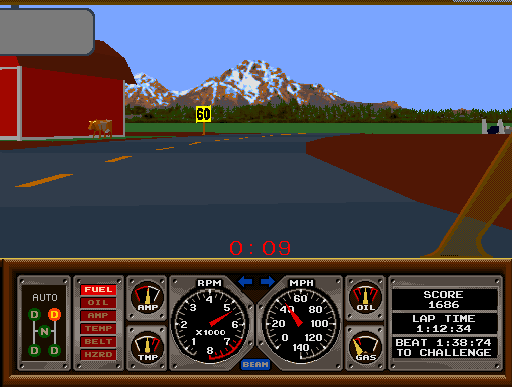 60
0:09
AUTO
D D
N
D D
FUEL
OIL
AMP
TEMP
BELT
HZRD
AMP
TMP
RPM
1 2 3 4 5 6 7 8
X1000
MPH
0 20 40 60 80 100 120 140
BEAM
OIL
GAS
SCORE
1686
LAP TIME
1:12:34
BEAT 1:38:74
TO CHALLENGE